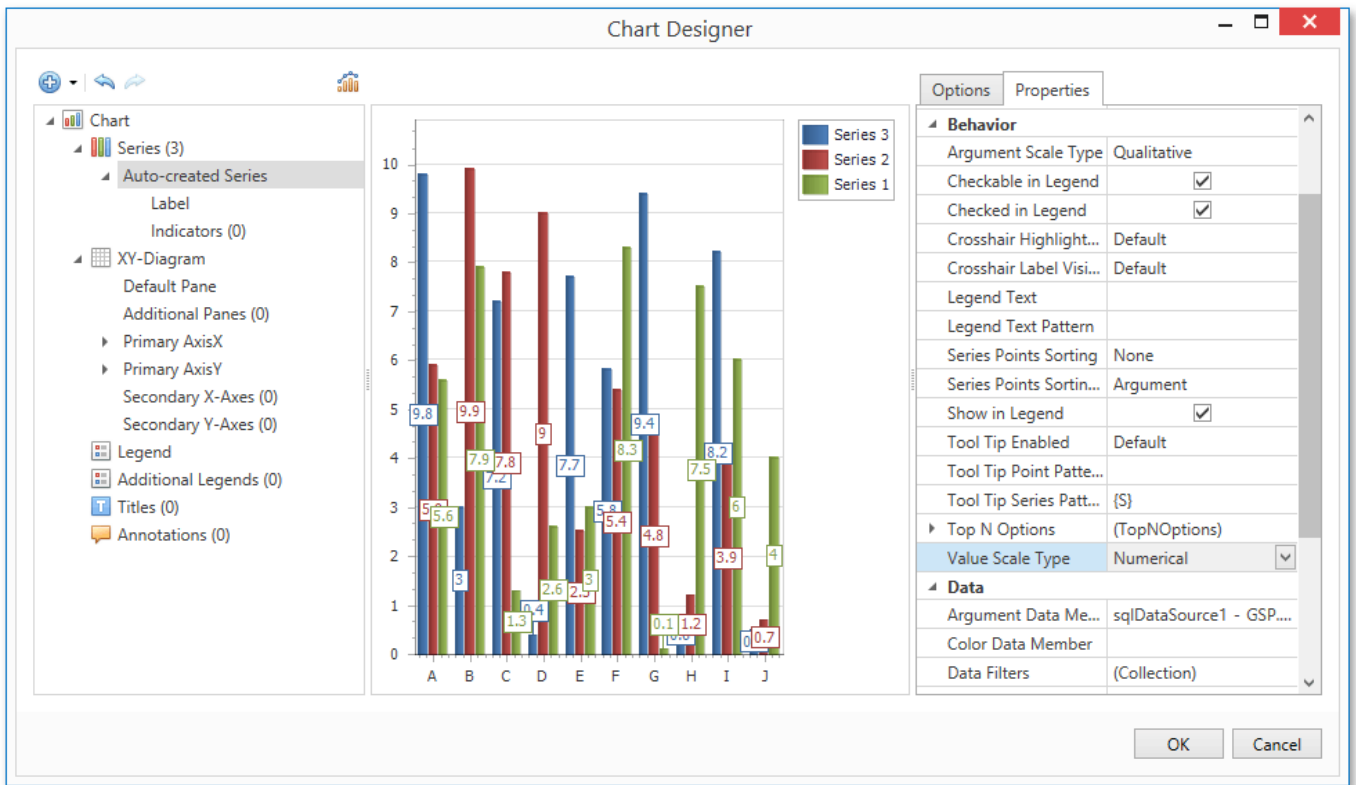 Chart Designer
Chart
Series (3)
Auto-created Series
Label
Indicators (0)
XY-Diagram
Default Pane
Additional Panes (0)
Primary AxisX
Primary AxisY
Secondary X-Axes (0)
Secondary Y-Axes (0)
Legend
Additional Legends (0)
Titles (0)
Annotations (0)
10
9
8
7
6
5
4
3
2
1
0
9.8
5.6
3
9.9
7.9
7.2
7.8
1.3
0.4
9
2.6
7.7
3
5.8
5.4
8.3
9.4
4.8
0.1
1.2
7.5
8.2
3.9
6
0.7
4
A B C D E F G H I J
Series 3
Series 2
Series 1
Options Properties
Behavior
Argument Scale Type Qualitative
Checkable in Legend
Checked in Legend
Crosshair Highlight... Default
Crosshair Label Visi... Default
Legend Text
Legend Text Pattern
Series Points Sorting None
Series Points Sortin... Argument
Show in Legend
Tool Tip Enabled Default
Tool Tip Point Patte...
Tool Tip Series Patt... {S}
Top N Options (TopNOptions)
Value Scale Type Numerical
Data
Argument Data Me... sqlDataSource1 - GSP....
Color Data Member
Data Filters (Collection)
OK Cancel